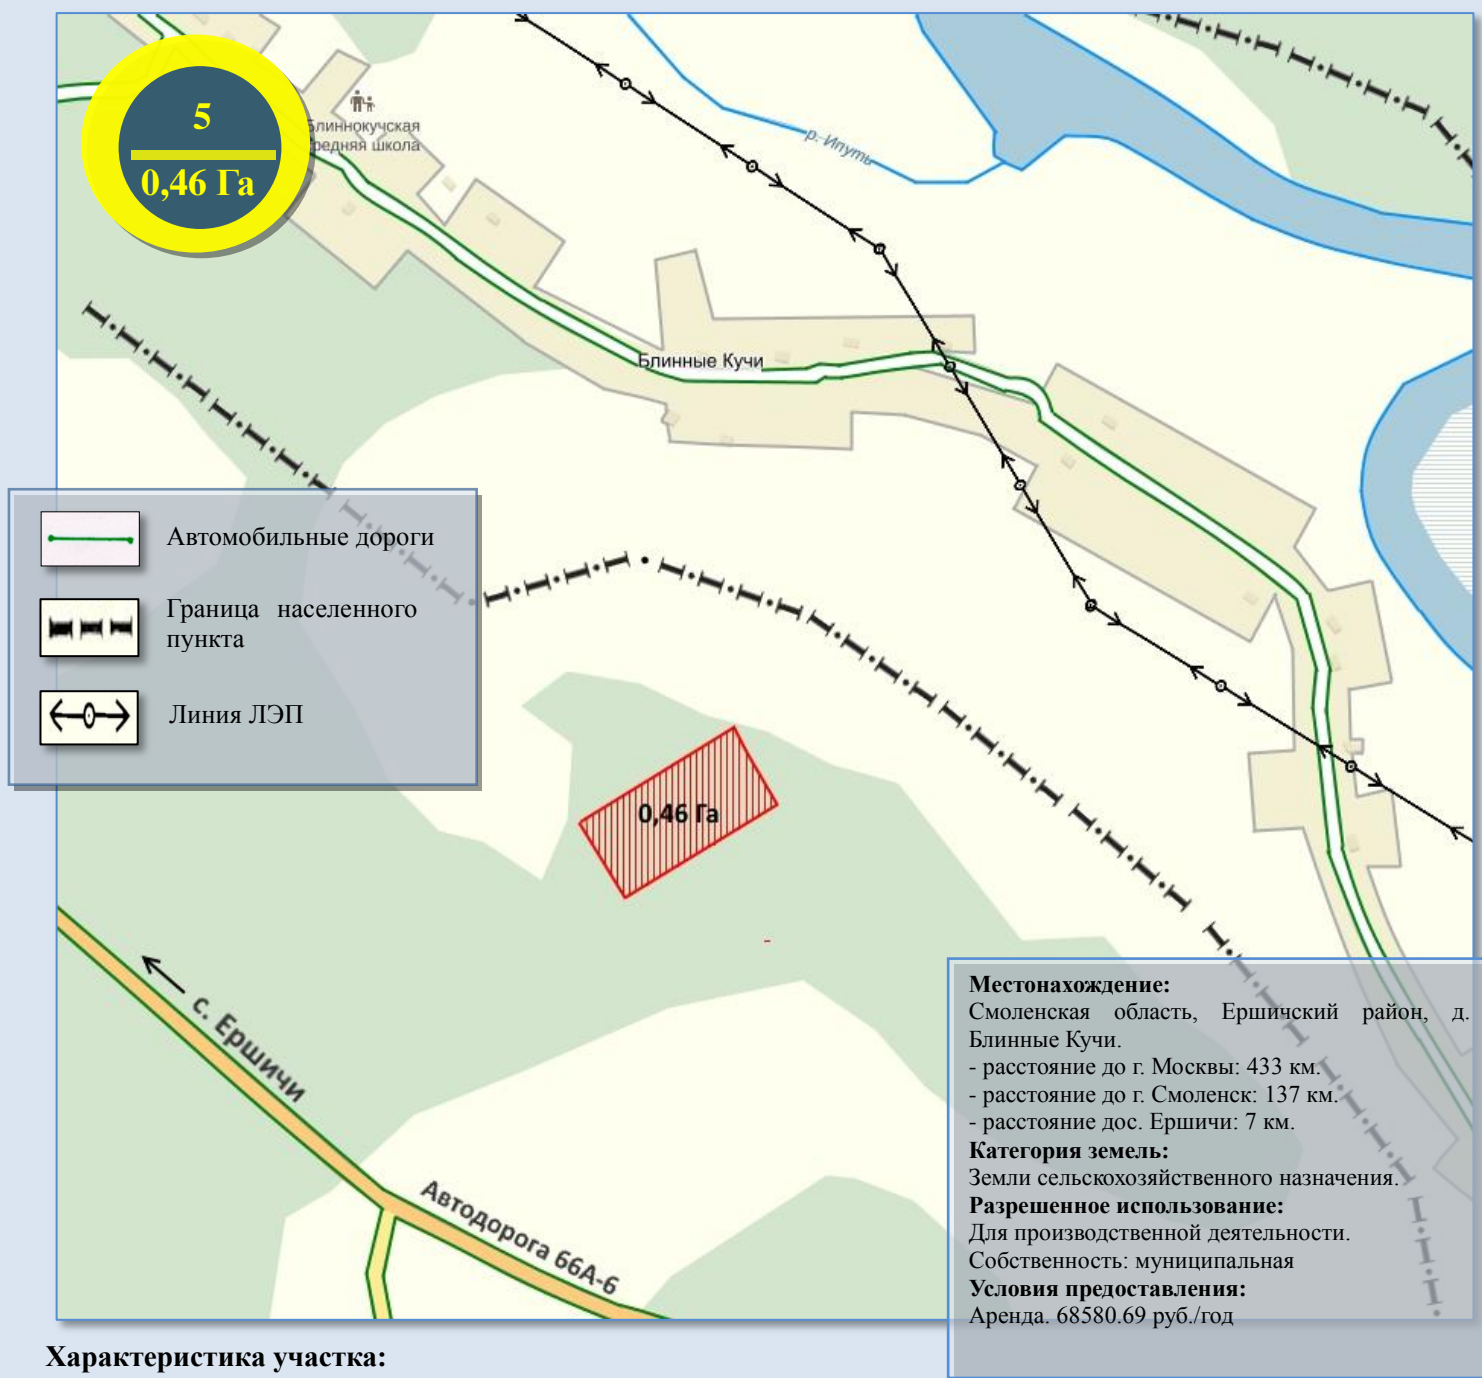 5
0,46 Га
Блиннокучская
редняя школа
р. Ипуть
Блинные Кучи
Автомобильные дороги
Граница населенного
пункта
Линия ЛЭП
0,46 Га
с. Ершичи
Автодорога 66А-6
Местонахождение:
Смоленская область, Ершичский район, д.
Блинные Кучи.
- расстояние до г. Москвы: 433 км.
- расстояние до г. Смоленск: 137 км.
- расстояние дос. Ершичи: 7 км.
Категория земель:
Земли сельскохозяйственного назначения.
Разрешенное использование:
Для производственной деятельности.
Собственность: муниципальная
Условия предоставления:
Аренда. 68580.69 руб./год
Характеристика участка: